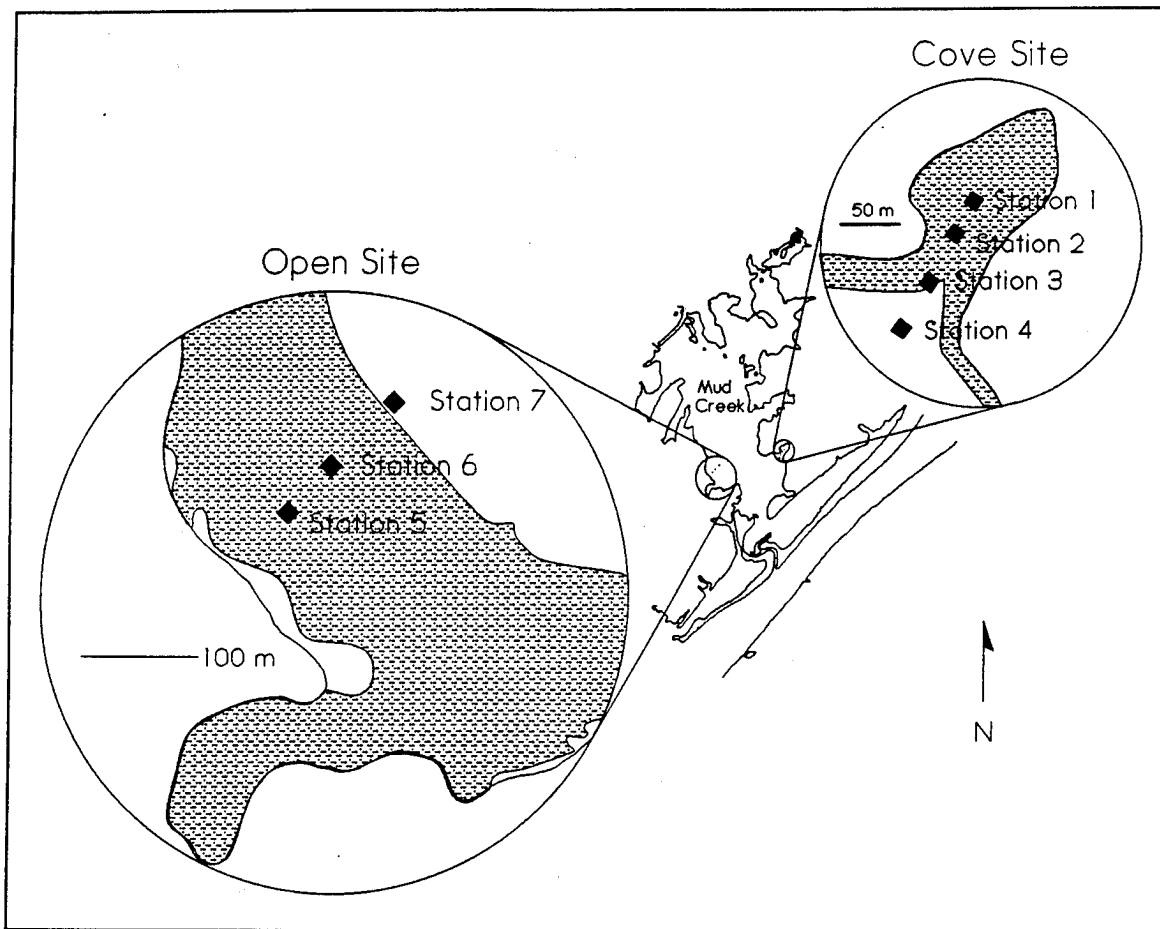 Cove Site
50 m
Station 1
Station 2
Station 3
Station 4
Open Site
Station 7
Station 6
Station 5
100 m
Mud
Creek
N